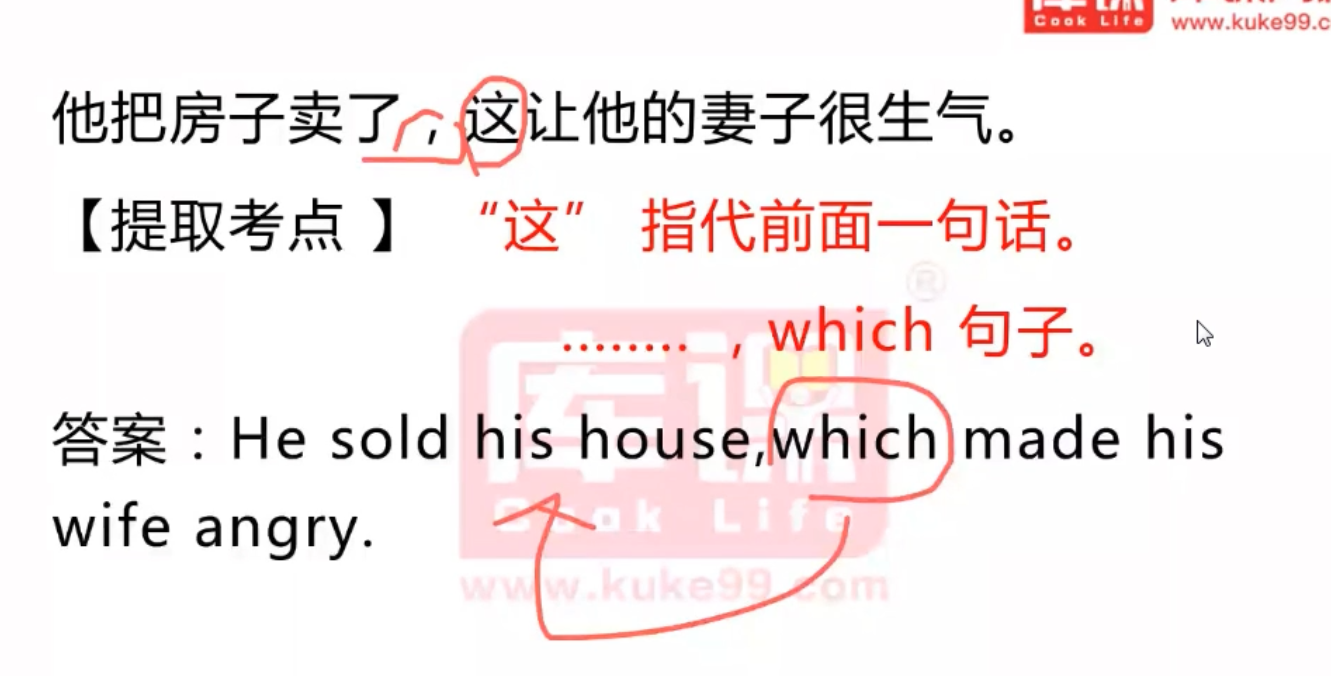 Cook Life
www.kuke99.c
他把房子卖了，这让他的妻子很生气。
【提取考点 】 “这” 指代前面一句话。
®
........ , which 句子。
库课
答案：He sold his house,which made his
wife angry.
Cook Life
www.kuke99.com